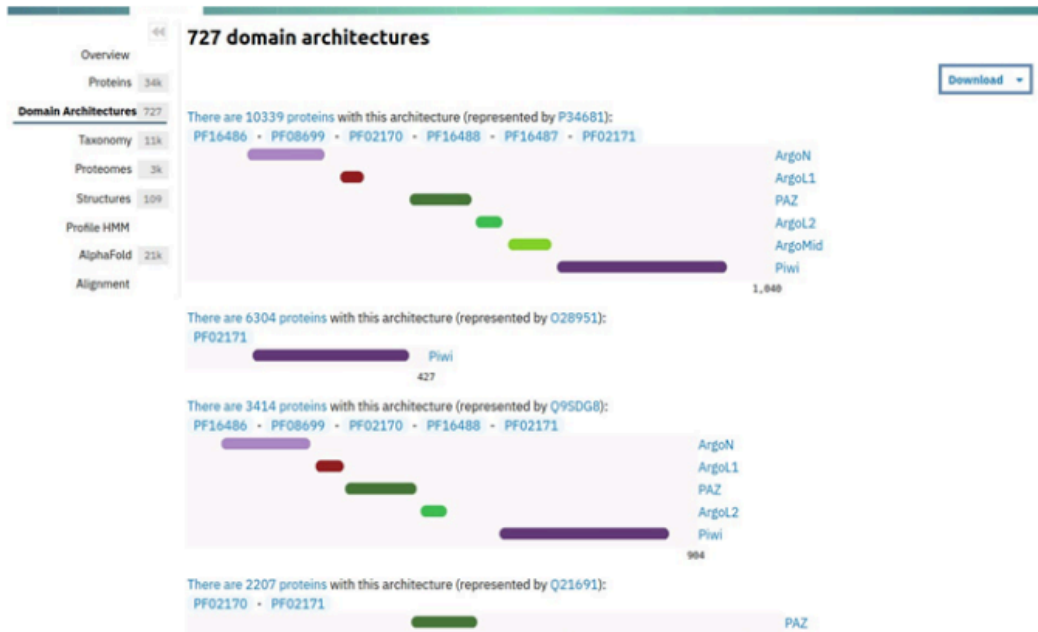 727 domain architectures
Overview
Proteins 34k
Domain Architectures 727
Taxonomy 11k
Proteomes 3k
Structures 109
Profile HMM
AlphaFold 21k
Alignment
Download
There are 10339 proteins with this architecture (represented by P34681):
PF16486 - PF08699 - PF02170 - PF16488 - PF16487 - PF02171
ArgoN
ArgoL1
PAZ
ArgoL2
ArgoMid
Piwi
1,040
There are 6304 proteins with this architecture (represented by O28951):
PF02171
Piwi
427
There are 3414 proteins with this architecture (represented by Q9SDG8):
PF16486 - PF08699 - PF02170 - PF16488 - PF02171
ArgoN
ArgoL1
PAZ
ArgoL2
Piwi
904
There are 2207 proteins with this architecture (represented by Q21691):
PF02170 - PF02171
PAZ